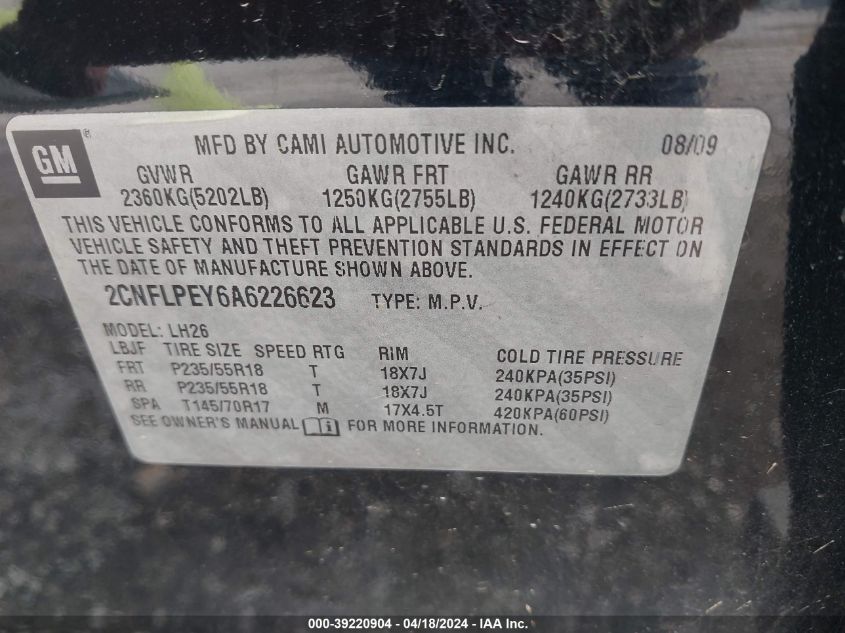 GM ® MFD BY CAMI AUTOMOTIVE INC. 08/09
GVWR GAWR FRT GAWR RR
2360KG(5202LB) 1250KG(2755LB) 1240KG(2733LB)
THIS VEHICLE CONFORMS TO ALL APPLICABLE U.S. FEDERAL MOTOR
VEHICLE SAFETY AND THEFT PREVENTION STANDARDS IN EFFECT ON
THE DATE OF MANUFACTURE SHOWN ABOVE.
2CNFLPEY6A6226623 TYPE: M.P.V.
MODEL: LH26
LBJF TIRE SIZE SPEED RTG RIM COLD TIRE PRESSURE
FRT P235/55R18 T 18X7J 240KPA(35PSI)
RR P235/55R18 T 18X7J 240KPA(35PSI)
SPA T145/70R17 M 17X4.5T 420KPA(60PSI)
SEE OWNER'S MANUAL i FOR MORE INFORMATION.
000-39220904 - 04/18/2024 - IAA Inc.